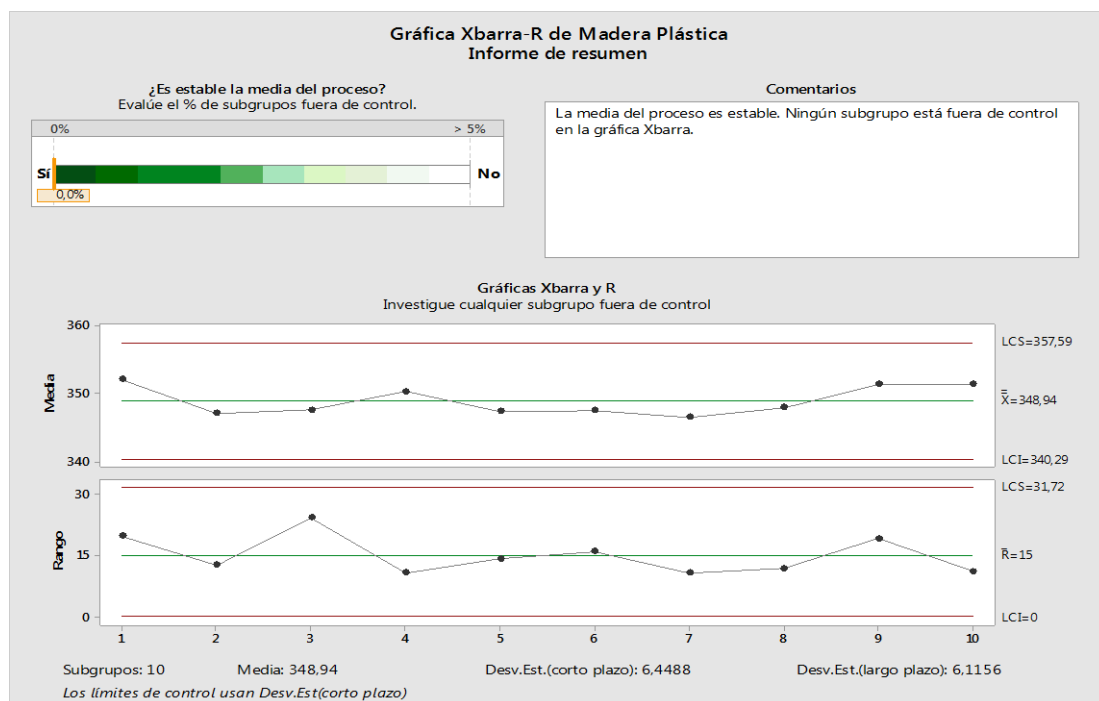 Gráfica Xbarra-R de Madera Plástica
Informe de resumen
¿Es estable la media del proceso?
Evalúe el % de subgrupos fuera de control.
0%
> 5%
Sí
No
0,0%
Comentarios
La media del proceso es estable. Ningún subgrupo está fuera de control
en la gráfica Xbarra.
Gráficas Xbarra y R
Investigue cualquier subgrupo fuera de control
Media
360
350
340
LCS=357,59
X̿=348,94
LCI=340,29
Rango
30
15
0
LCS=31,72
R̅=15
LCI=0
1 2 3 4 5 6 7 8 9 10
Subgrupos: 10 Media: 348,94 Desv.Est.(corto plazo): 6,4488 Desv.Est.(largo plazo): 6,1156
Los límites de control usan Desv.Est(corto plazo)